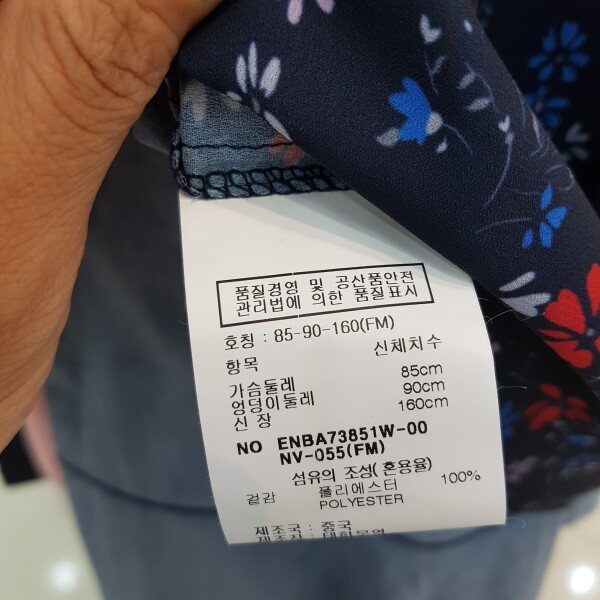 품질경영 및 공산품안전
관리법에 의한 품질표시
호칭 : 85-90-160(FM)
항목 신체치수
가슴둘레 85cm
엉덩이둘레 90cm
신 장 160cm
NO ENBA73851W-00
NV-055(FM)
섬유의 조성(혼용율)
겉감 폴리에스터 100%
POLYESTER
제조국 : 중국